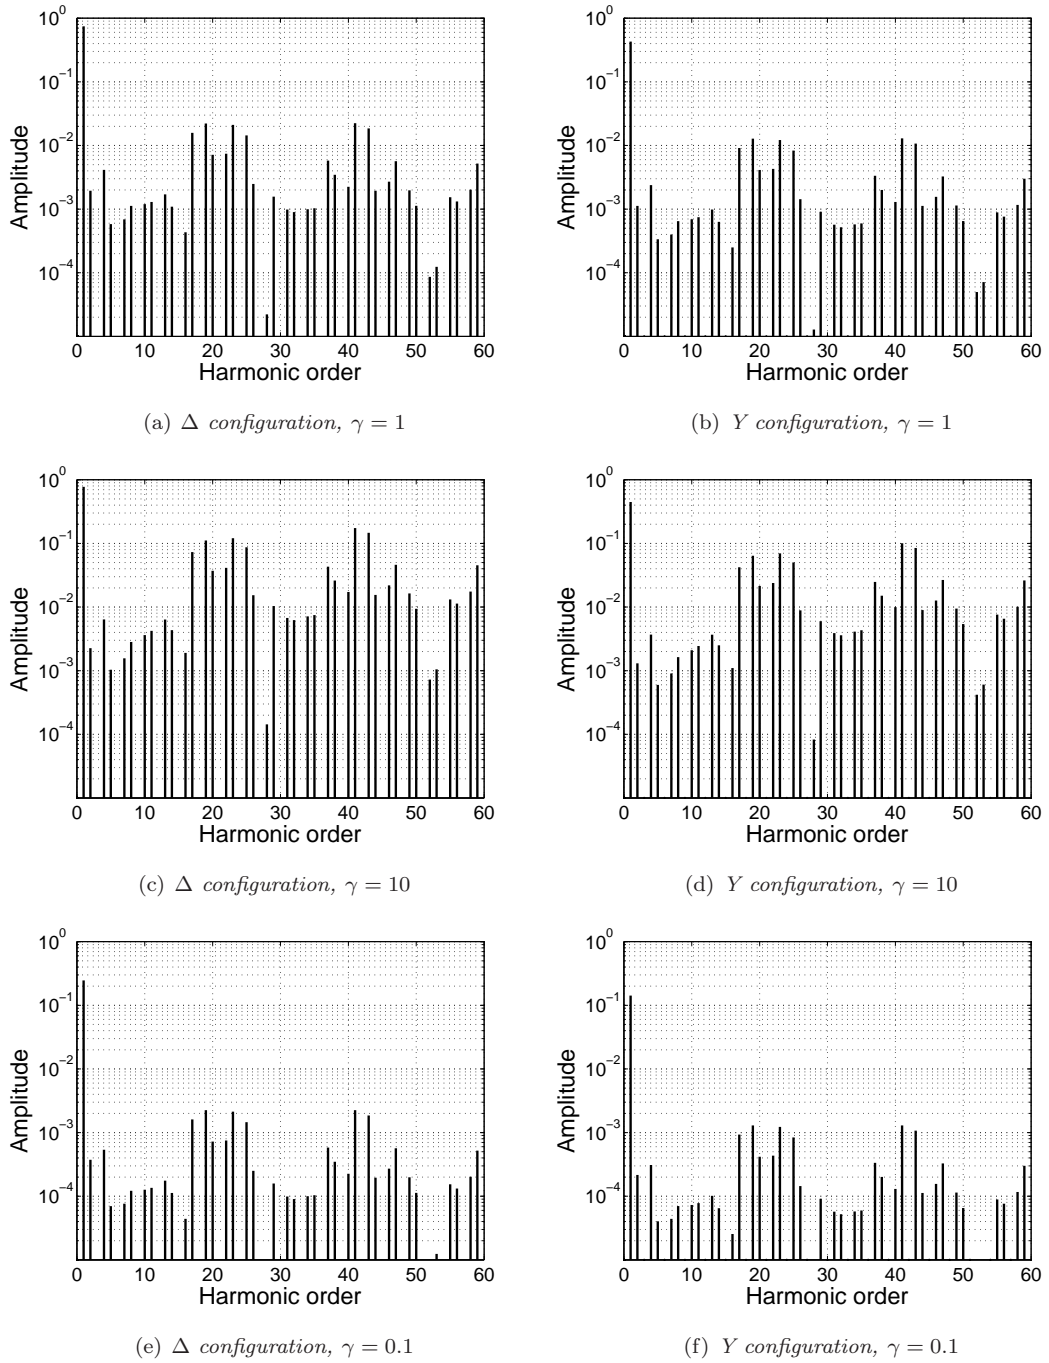 10^0 10^0
10^{-1} 10^{-1}
10^{-2} 10^{-2}
10^{-3} 10^{-3}
10^{-4} 10^{-4}
Amplitude Amplitude
0 10 20 30 40 50 60 0 10 20 30 40 50 60
Harmonic order Harmonic order
(a) Δ configuration, γ = 1 (b) Y configuration, γ = 1
10^0 10^0
10^{-1} 10^{-1}
10^{-2} 10^{-2}
10^{-3} 10^{-3}
10^{-4} 10^{-4}
Amplitude Amplitude
0 10 20 30 40 50 60 0 10 20 30 40 50 60
Harmonic order Harmonic order
(c) Δ configuration, γ = 10 (d) Y configuration, γ = 10
10^0 10^0
10^{-1} 10^{-1}
10^{-2} 10^{-2}
10^{-3} 10^{-3}
10^{-4} 10^{-4}
Amplitude Amplitude
0 10 20 30 40 50 60 0 10 20 30 40 50 60
Harmonic order Harmonic order
(e) Δ configuration, γ = 0.1 (f) Y configuration, γ = 0.1